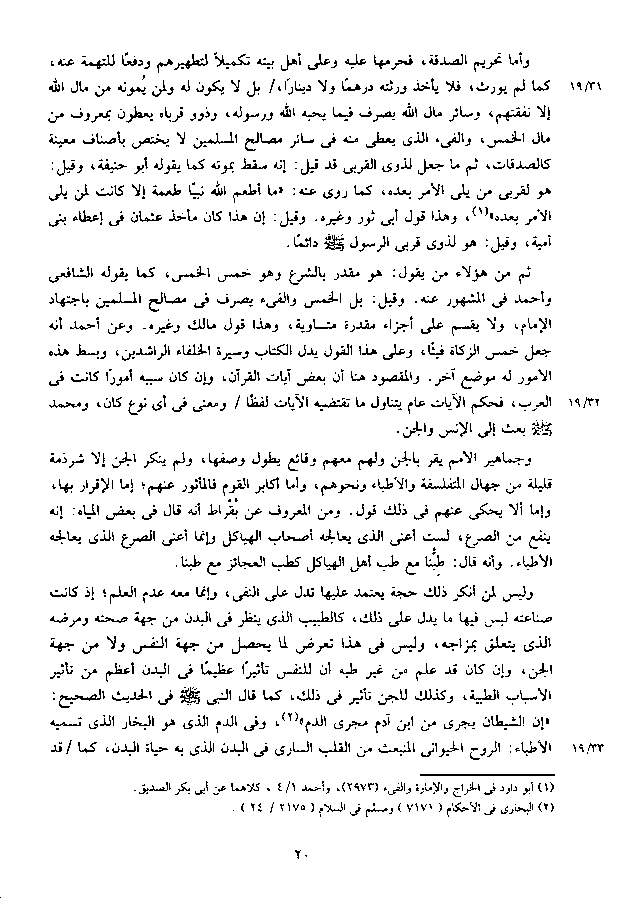 وأما تحريم الصدقة، فحرمها عليه وعلى أهل بيته تكميلاً لتطهيرهم ودفعًا للتهمة عنه،
١٩/٣١ كما لم يورث، فلا يأخذ ورثته درهمًا ولا دينارًا،/ بل لا يكون له ولمن يُمونه من مال الله
إلا نفقتهم، وسائر مال الله يصرف فيما يحبه الله ورسوله، وذوو قرباه يعطون بمعروف من
مال الخمس، والفيء الذى يعطى منه فى سائر مصالح المسلمين لا يختص بأصناف معينة
كالصدقات، ثم ما جعل لذوى القربى قد قيل: إنه سقط بموته كما يقوله أبو حنيفة، وقيل:
هو لقربى من يلى الأمر بعده، كما روى عنه: «ما أطعم الله نبيًا طعمة إلا كانت لمن يلى
الأمر بعده»(١)، وهذا قول أبى ثور وغيره. وقيل: إن هذا كان مأخذ عثمان فى إعطاء بنى
أمية، وقيل: هو لذوى قربى الرسول ﷺ دائمًا.
ثم من هؤلاء من يقول: هو مقدر بالشرع وهو خمس الخمس، كما يقوله الشافعى
وأحمد فى المشهور عنه. وقيل: بل الخمس والفيء يصرف فى مصالح المسلمين باجتهاد
الإمام، ولا يقسم على أجزاء مقدرة متساوية، وهذا قول مالك وغيره. وعن أحمد أنه
جعل خمس الزكاة فيئًا، وعلى هذا القول يدل الكتاب وسيرة الخلفاء الراشدين، وبسط هذه
الأمور له موضع آخر. والمقصود هنا أن بعض آيات القرآن، وإن كان سببه أمورًا كانت فى
١٩/٣٢ العرب، فحكم الآيات عام يتناول ما تقتضيه الآيات لفظًا / ومعنى فى أى نوع كان، ومحمد
ﷺ بعث إلى الإنس والجن.
وجماهير الأمم يقر بالجن ولهم معهم وقائع يطول وصفها، ولم ينكر الجن إلا شرذمة
قليلة من جهال المتفلسفة والأطباء ونحوهم، وأما أكابر القوم فالمأثور عنهم؛ إما الإقرار بها،
وإما ألا يحكى عنهم فى ذلك قول. ومن المعروف عن بُقْراط أنه قال فى بعض المياه: إنه
ينفع من الصرع، لست أعنى الذى يعالجه أصحاب الهياكل وإنما أعنى الصرع الذى يعالجه
الأطباء. وأنه قال: طِبُّنا مع طب أهل الهياكل كطب العجائز مع طبنا.
وليس لمن أنكر ذلك حجة يعتمد عليها تدل على النفى، وإنما معه عدم العلم؛ إذ كانت
صناعته ليس فيها ما يدل على ذلك، كالطبيب الذى ينظر فى البدن من جهة صحته ومرضه
الذى يتعلق بمزاجه، وليس فى هذا تعرض لما يحصل من جهة النفس ولا من جهة
الجن، وإن كان قد علم من غير طبه أن للنفس تأثيرًا عظيمًا فى البدن أعظم من تأثير
الأسباب الطبية، وكذلك للجن تأثير فى ذلك، كما قال النبى ﷺ فى الحديث الصحيح:
«إن الشيطان يجرى من ابن آدم مجرى الدم»(٢)، وفى الدم الذى هو البخار الذى تسميه
١٩/٣٣ الأطباء: الروح الحيوانى المنبعث من القلب السارى فى البدن الذى به حياة البدن، كما / قد
(١) أبو داود فى الخراج والإمارة والفيء (٢٩٧٣)، وأحمد ٤/١ ، كلاهما عن أبى بكر الصديق.
(٢) البخارى فى الأحكام (٧١٧١) ومسلم فى السلام (٢١٧٥ / ٢٤) .
٢٠